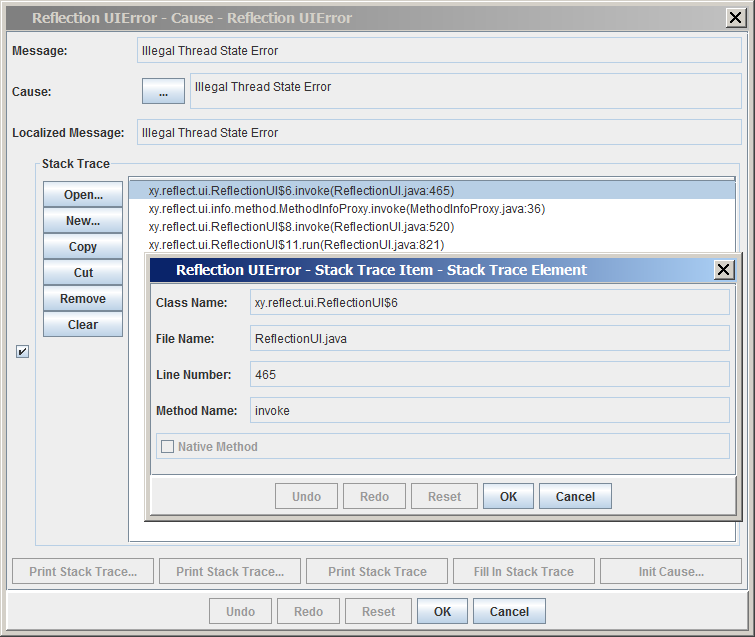 Reflection UIError - Cause - Reflection UIError
Message: Illegal Thread State Error
Cause: ... Illegal Thread State Error
Localized Message: Illegal Thread State Error
Stack Trace
Open...
New...
Copy
Cut
Remove
Clear
xy.reflect.ui.ReflectionUI$6.invoke(ReflectionUI.java:465)
xy.reflect.ui.info.method.MethodInfoProxy.invoke(MethodInfoProxy.java:36)
xy.reflect.ui.ReflectionUI$8.invoke(ReflectionUI.java:520)
xy.reflect.ui.ReflectionUI$11.run(ReflectionUI.java:821)
Reflection UIError - Stack Trace Item - Stack Trace Element
Class Name: xy.reflect.ui.ReflectionUI$6
File Name: ReflectionUI.java
Line Number: 465
Method Name: invoke
Native Method
Undo Redo Reset OK Cancel
Print Stack Trace... Print Stack Trace... Print Stack Trace Fill In Stack Trace Init Cause...
Undo Redo Reset OK Cancel